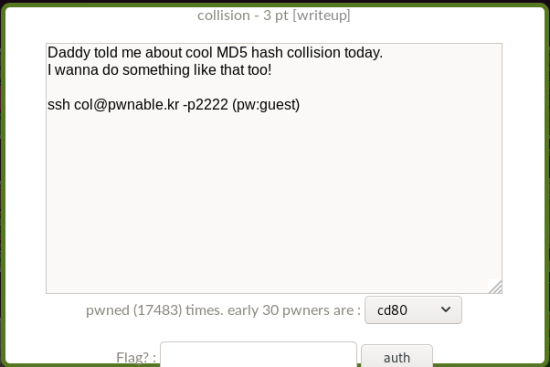 collision - 3 pt [writeup]
Daddy told me about cool MD5 hash collision today.
I wanna do something like that too!
ssh col@pwnable.kr -p2222 (pw:guest)
pwned (17483) times. early 30 pwners are : cd80
Flag? : auth